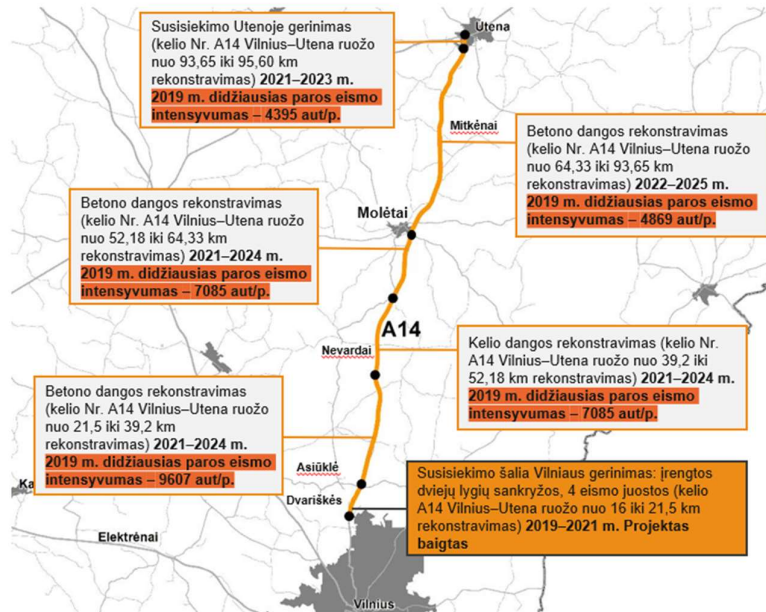 Susisiekimo Utenoje gerinimas
(kelio Nr. A14 Vilnius–Utena ruožo
nuo 93,65 iki 95,60 km
rekonstravimas) 2021–2023 m.
2019 m. didžiausias paros eismo
intensyvumas – 4395 aut/p.
Utena
Mitkėnai
Betono dangos rekonstravimas
(kelio Nr. A14 Vilnius–Utena ruožo
nuo 64,33 iki 93,65 km
rekonstravimas) 2022–2025 m.
2019 m. didžiausias paros eismo
intensyvumas – 4869 aut/p.
Betono dangos rekonstravimas
(kelio Nr. A14 Vilnius–Utena ruožo
nuo 52,18 iki 64,33 km
rekonstravimas) 2021–2024 m.
2019 m. didžiausias paros eismo
intensyvumas – 7085 aut/p.
Molėtai
A14
Nevardai
Kelio dangos rekonstravimas (kelio Nr.
A14 Vilnius–Utena ruožo nuo 39,2 iki
52,18 km rekonstravimas) 2021–2024 m.
2019 m. didžiausias paros eismo
intensyvumas – 7085 aut/p.
Betono dangos rekonstravimas
(kelio Nr. A14 Vilnius–Utena ruožo
nuo 21,5 iki 39,2 km
rekonstravimas) 2021–2024 m.
2019 m. didžiausias paros eismo
intensyvumas – 9607 aut/p.
Asiūklė
Dvariškės
Susisiekimo šalia Vilniaus gerinimas: įrengtos
dviejų lygių sankryžos, 4 eismo juostos (kelio
A14 Vilnius–Utena ruožo nuo 16 iki 21,5 km
rekonstravimas) 2019–2021 m. Projektas
baigtas
Ka
Elektrėnai
Vilnius